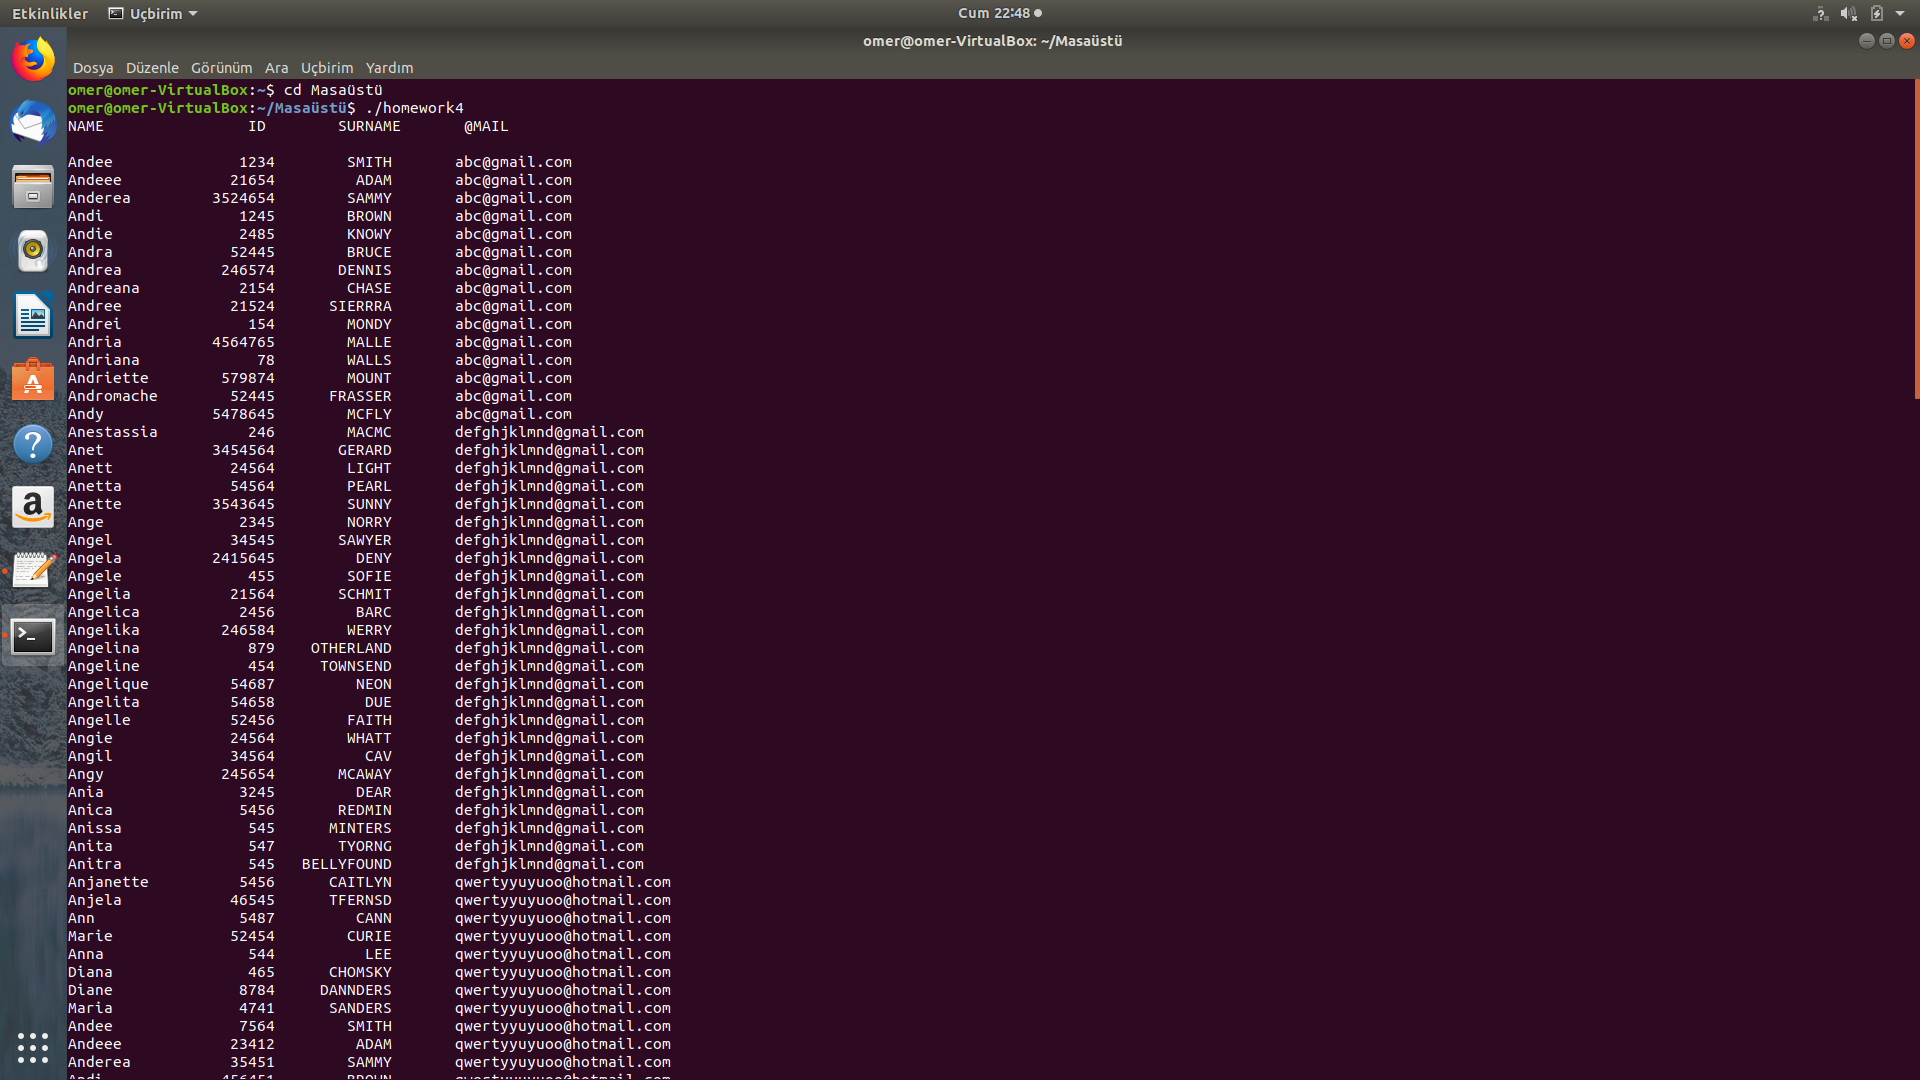 Etkinlikler Uçbirim Cum 22:48
omer@omer-VirtualBox: ~/Masaüstü
Dosya Düzenle Görünüm Ara Uçbirim Yardım
omer@omer-VirtualBox:~$ cd Masaüstü
omer@omer-VirtualBox:~/Masaüstü$ ./homework4
NAME ID SURNAME @MAIL
Andee 1234 SMITH abc@gmail.com
Andeee 21654 ADAM abc@gmail.com
Anderea 3524654 SAMMY abc@gmail.com
Andi 1245 BROWN abc@gmail.com
Andie 2485 KNOWY abc@gmail.com
Andra 52445 BRUCE abc@gmail.com
Andrea 246574 DENNIS abc@gmail.com
Andreana 2154 CHASE abc@gmail.com
Andree 21524 SIERRRA abc@gmail.com
Andrei 154 MONDY abc@gmail.com
Andria 4564765 MALLE abc@gmail.com
Andriana 78 WALLS abc@gmail.com
Andriette 579874 MOUNT abc@gmail.com
Andromache 52445 FRASSER abc@gmail.com
Andy 5478645 MCFLY abc@gmail.com
Anestassia 246 MACMC defghjklmnd@gmail.com
Anet 3454564 GERARD defghjklmnd@gmail.com
Anett 24564 LIGHT defghjklmnd@gmail.com
Anetta 54564 PEARL defghjklmnd@gmail.com
Anette 3543645 SUNNY defghjklmnd@gmail.com
Ange 2345 NORRY defghjklmnd@gmail.com
Angel 34545 SAWYER defghjklmnd@gmail.com
Angela 2415645 DENY defghjklmnd@gmail.com
Angele 455 SOFIE defghjklmnd@gmail.com
Angelia 21564 SCHMIT defghjklmnd@gmail.com
Angelica 2456 BARC defghjklmnd@gmail.com
Angelika 246584 WERRY defghjklmnd@gmail.com
Angelina 879 OTHERLAND defghjklmnd@gmail.com
Angeline 454 TOWNSEND defghjklmnd@gmail.com
Angelique 54687 NEON defghjklmnd@gmail.com
Angelita 54658 DUE defghjklmnd@gmail.com
Angelle 52456 FAITH defghjklmnd@gmail.com
Angie 24564 WHATT defghjklmnd@gmail.com
Angil 34564 CAV defghjklmnd@gmail.com
Angy 245654 MCAWAY defghjklmnd@gmail.com
Ania 3245 DEAR defghjklmnd@gmail.com
Anica 5456 REDMIN defghjklmnd@gmail.com
Anissa 545 MINTERS defghjklmnd@gmail.com
Anita 547 TYORNG defghjklmnd@gmail.com
Anitra 545 BELLYFOUND defghjklmnd@gmail.com
Anjanette 5456 CAITLYN qwertyyuyuoo@hotmail.com
Anjela 46545 TFERNSD qwertyyuyuoo@hotmail.com
Ann 5487 CANN qwertyyuyuoo@hotmail.com
Marie 52454 CURIE qwertyyuyuoo@hotmail.com
Anna 544 LEE qwertyyuyuoo@hotmail.com
Diana 465 CHOMSKY qwertyyuyuoo@hotmail.com
Diane 8784 DANNDERS qwertyyuyuoo@hotmail.com
Maria 4741 SANDERS qwertyyuyuoo@hotmail.com
Andee 7564 SMITH qwertyyuyuoo@hotmail.com
Andeee 23412 ADAM qwertyyuyuoo@hotmail.com
Anderea 35451 SAMMY qwertyyuyuoo@hotmail.com